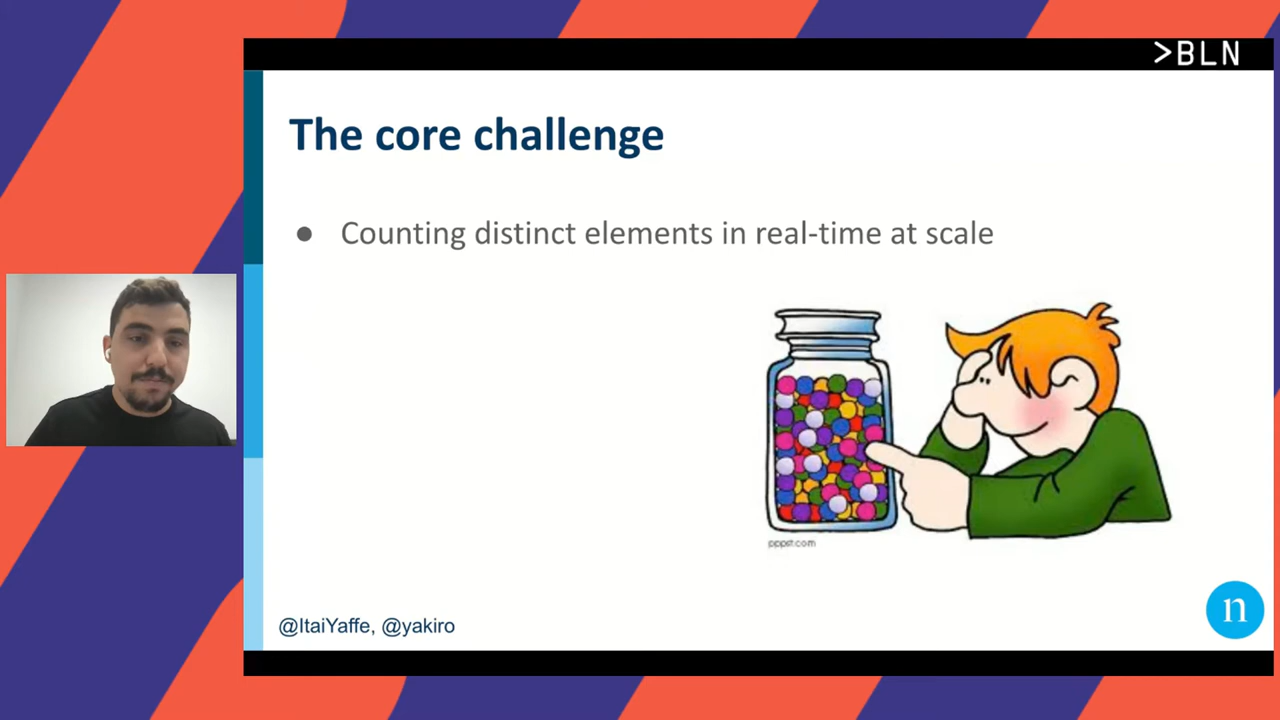 >BLN
The core challenge
● Counting distinct elements in real-time at scale
pppst.com
@ItaiYaffe, @yakiro
n